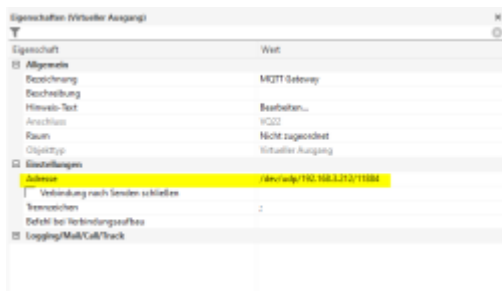 Eigenschaften (Virtueller Ausgang)
Eigenschaft Wert
Allgemein
Bezeichnung MQTT Gateway
Beschreibung
Hinweis-Text Bearbeiten...
Anschluss VQ22
Raum Nicht zugeordnet
Objekttyp Virtueller Ausgang
Einstellungen
Adresse /dev/udp/192.168.3.212/11884
Verbindung nach Senden schließen
Trennzeichen ;
Befehl bei Verbindungsaufbau
Logging/Mail/Call/Track